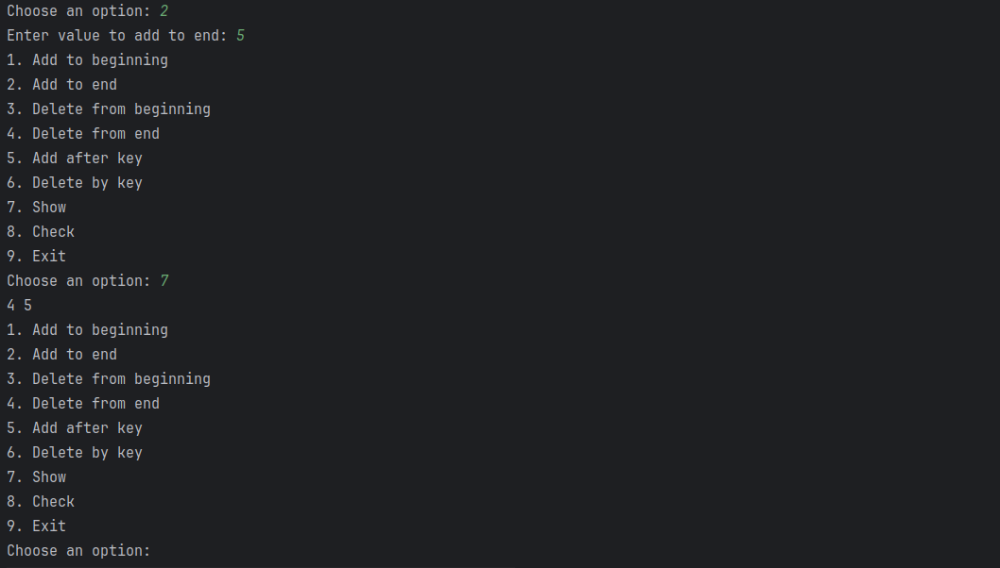 Choose an option: 2
Enter value to add to end: 5
1. Add to beginning
2. Add to end
3. Delete from beginning
4. Delete from end
5. Add after key
6. Delete by key
7. Show
8. Check
9. Exit
Choose an option: 7
4 5
1. Add to beginning
2. Add to end
3. Delete from beginning
4. Delete from end
5. Add after key
6. Delete by key
7. Show
8. Check
9. Exit
Choose an option: